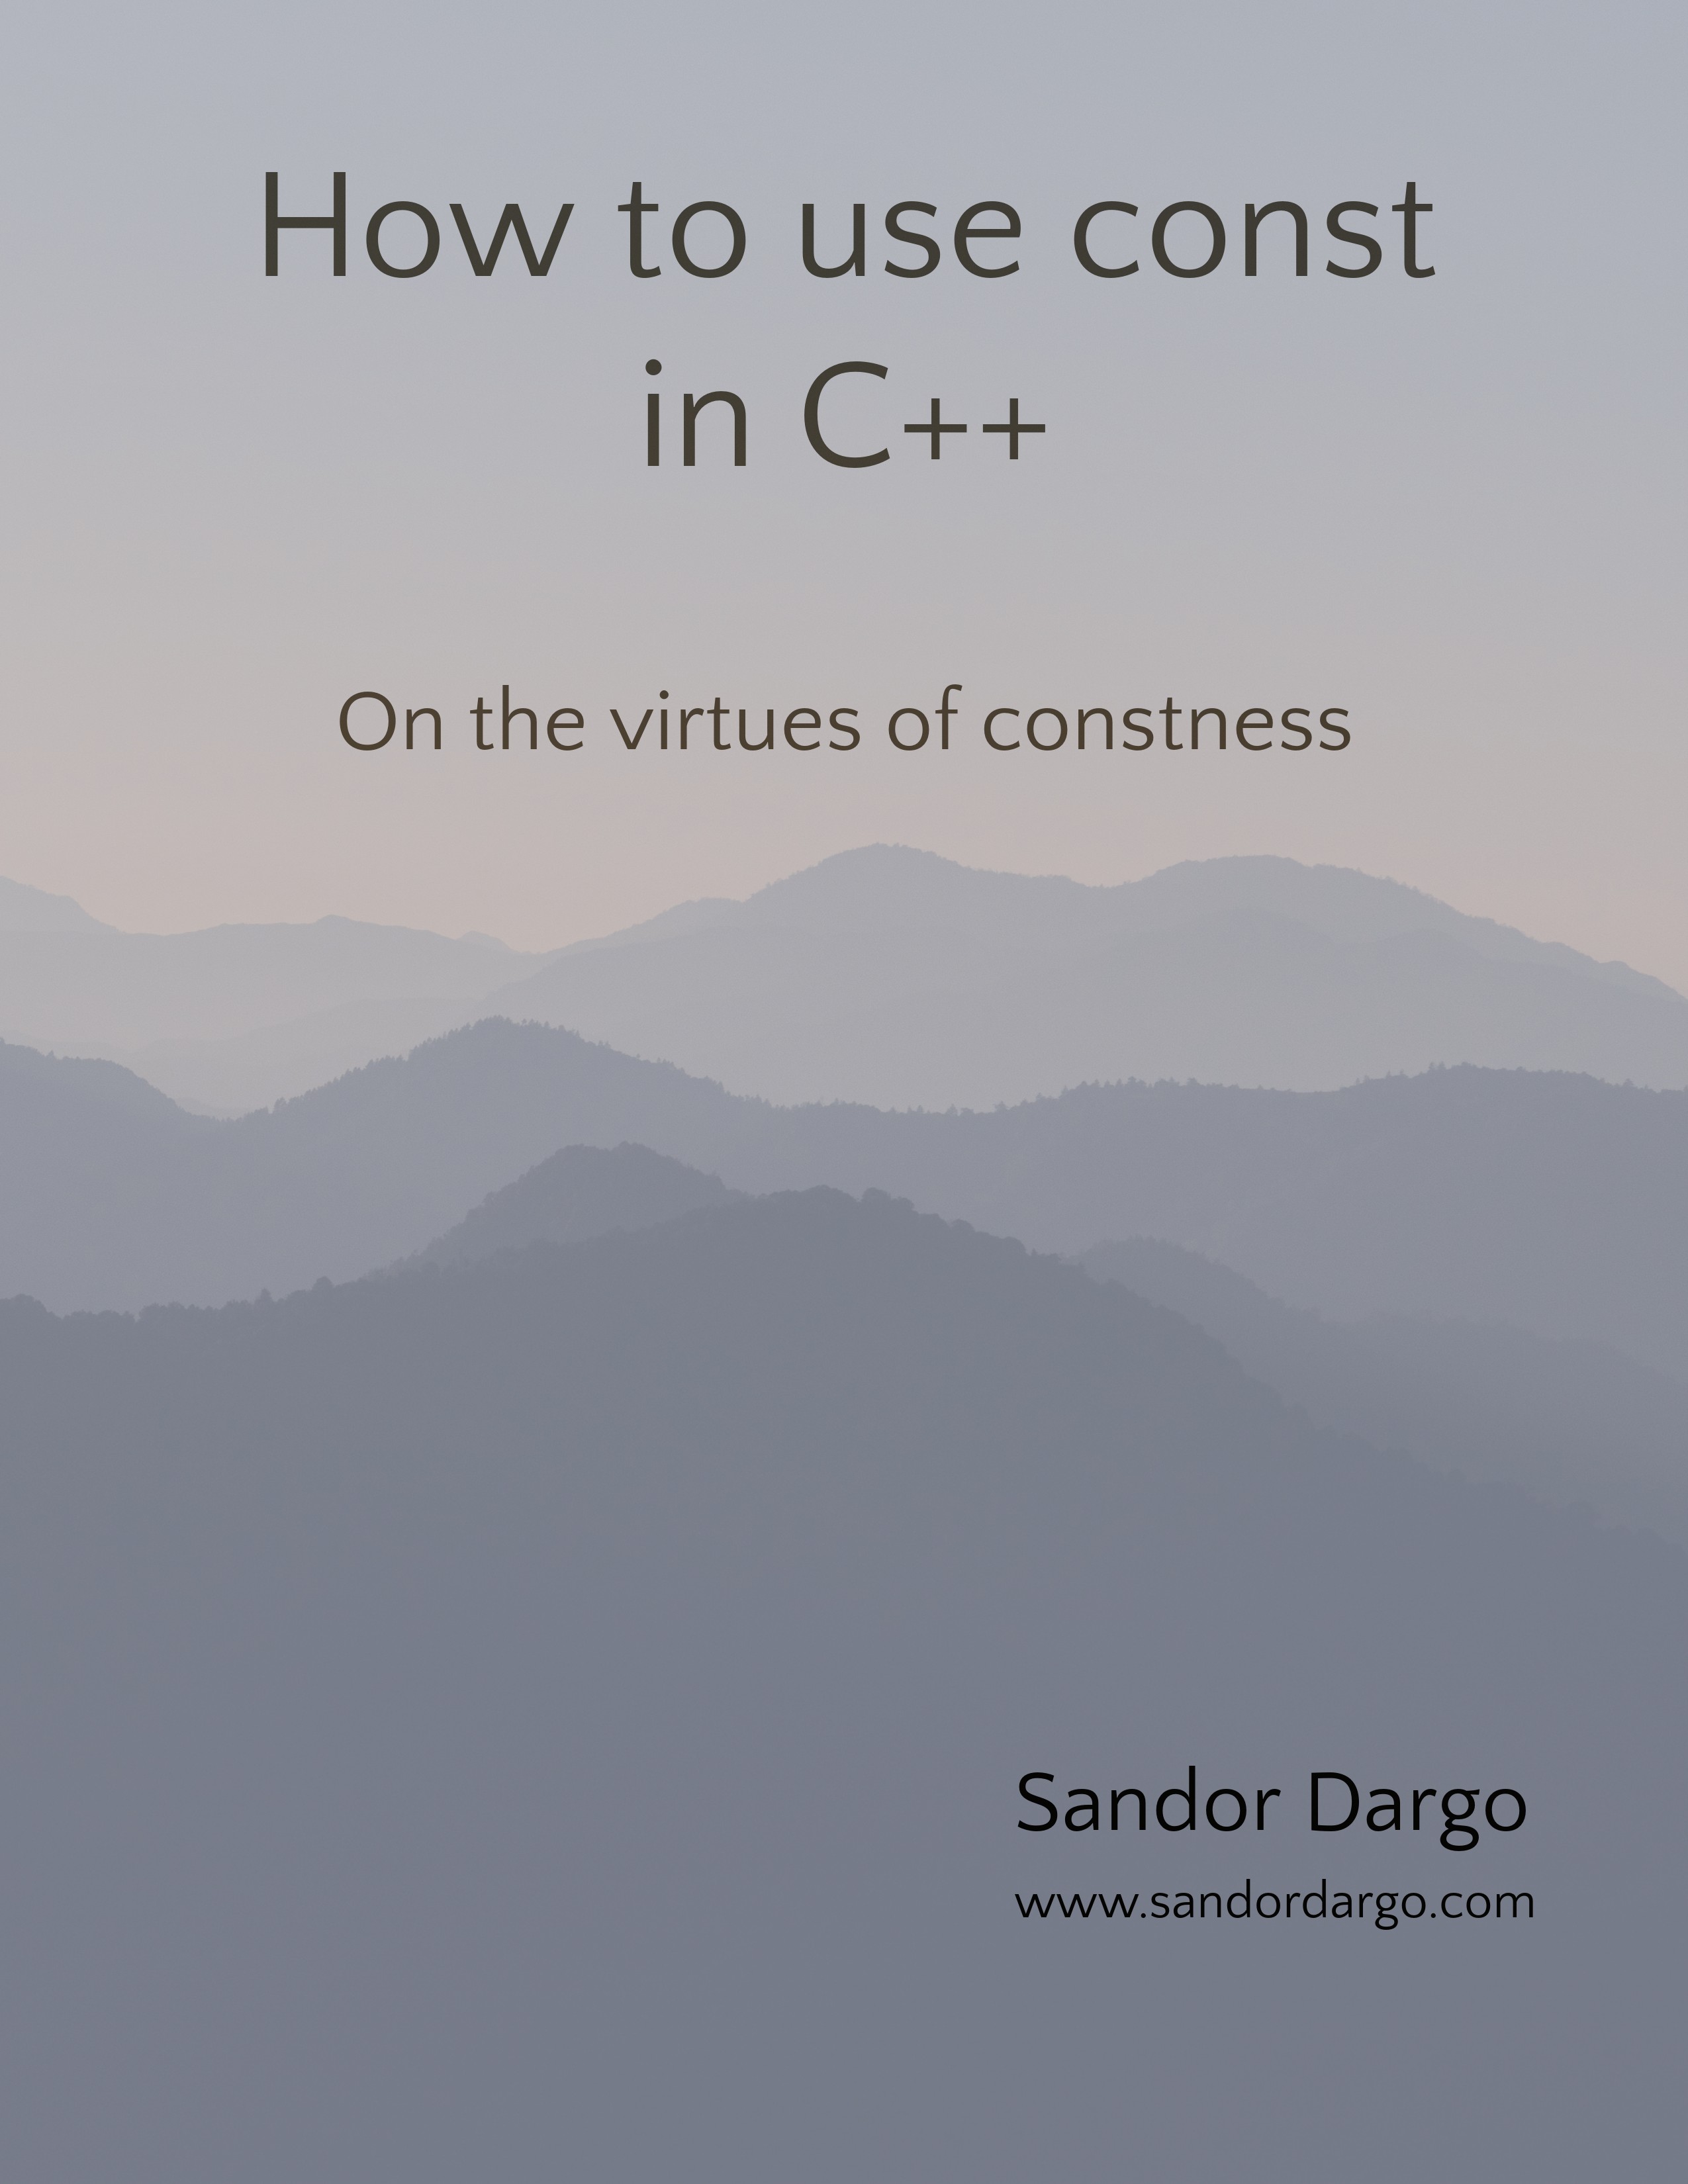 How to use const
in C++
On the virtues of constness
Sandor Dargo
www.sandordargo.com